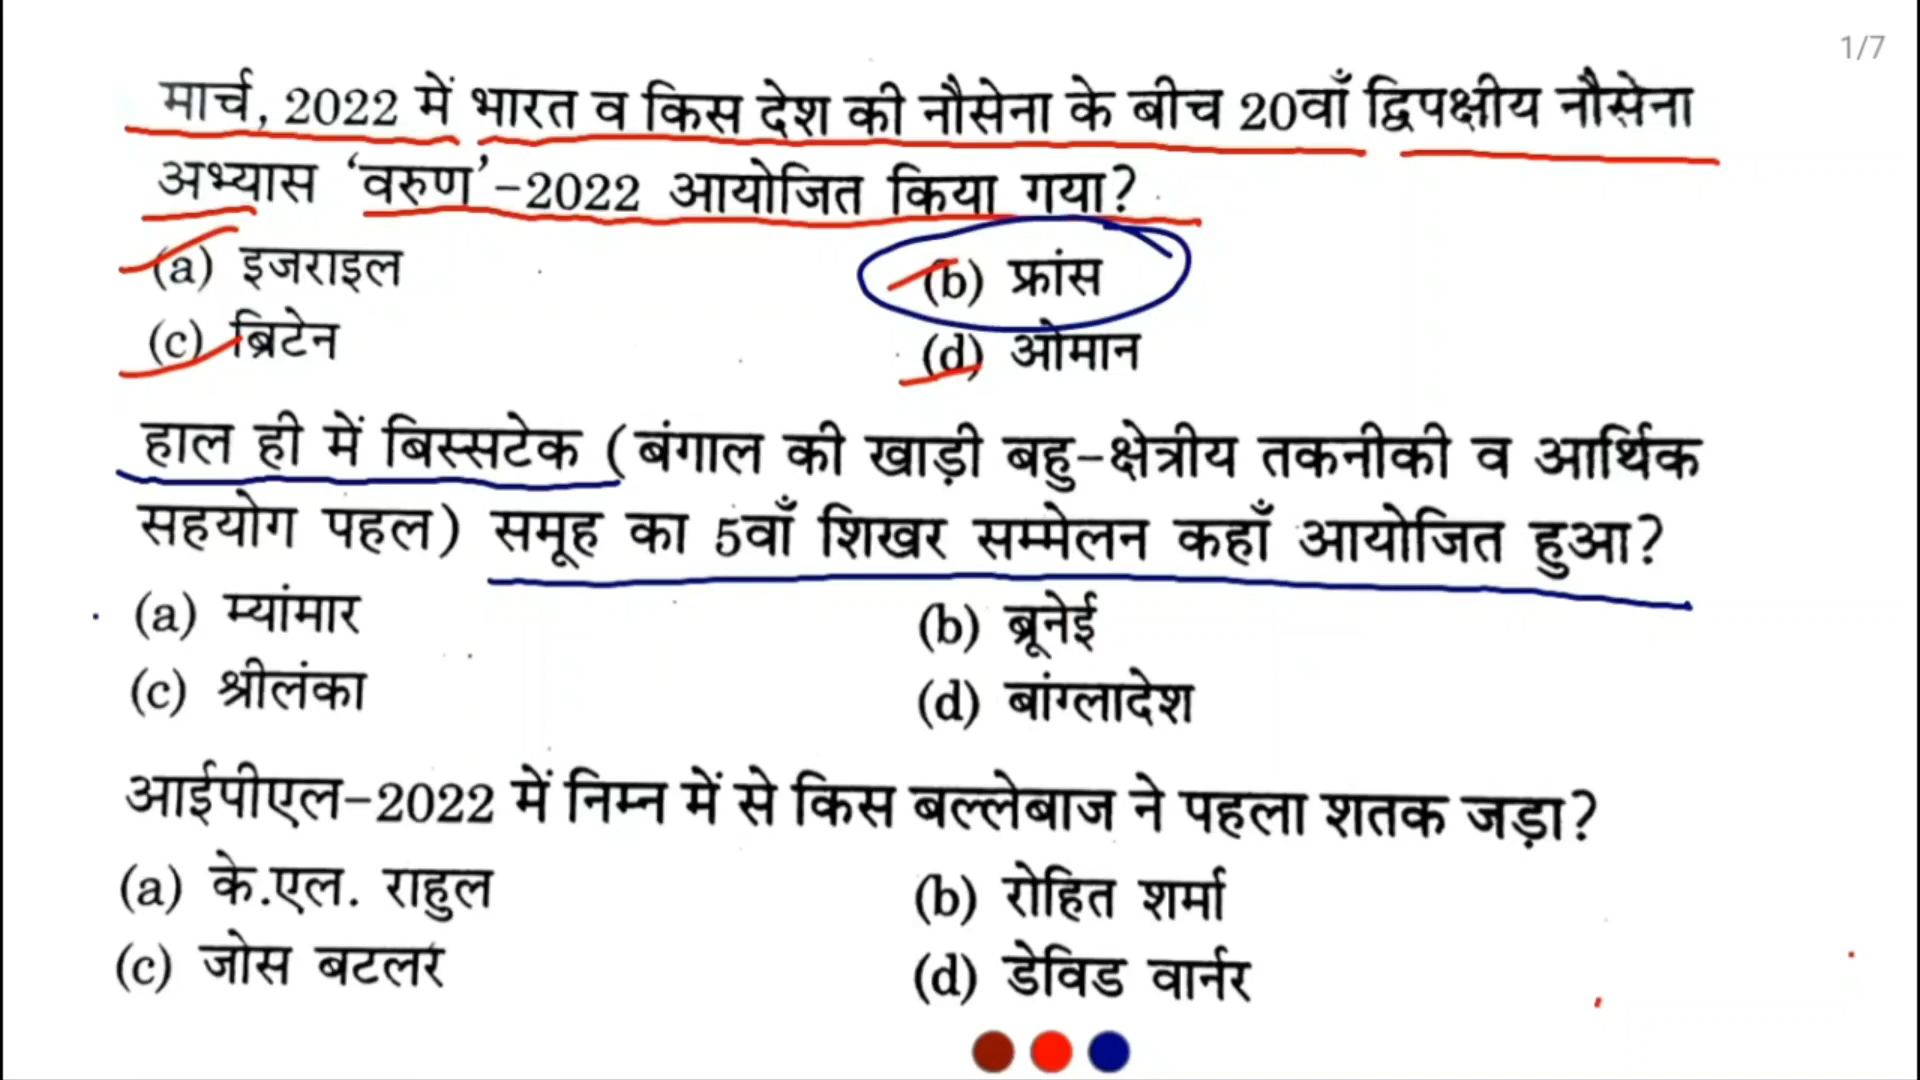 1/7
मार्च, 2022 में भारत व किस देश की नौसेना के बीच 20वाँ द्विपक्षीय नौसेना
अभ्यास ‘वरुण’-2022 आयोजित किया गया?
(a) इजराइल (b) फ्रांस
(c) ब्रिटेन (d) ओमान
हाल ही में बिस्सटेक (बंगाल की खाड़ी बहु-क्षेत्रीय तकनीकी व आर्थिक
सहयोग पहल) समूह का 5वाँ शिखर सम्मेलन कहाँ आयोजित हुआ?
(a) म्यांमार (b) ब्रूनेई
(c) श्रीलंका (d) बांग्लादेश
आईपीएल-2022 में निम्न में से किस बल्लेबाज ने पहला शतक जड़ा?
(a) के.एल. राहुल (b) रोहित शर्मा
(c) जोस बटलर (d) डेविड वार्नर